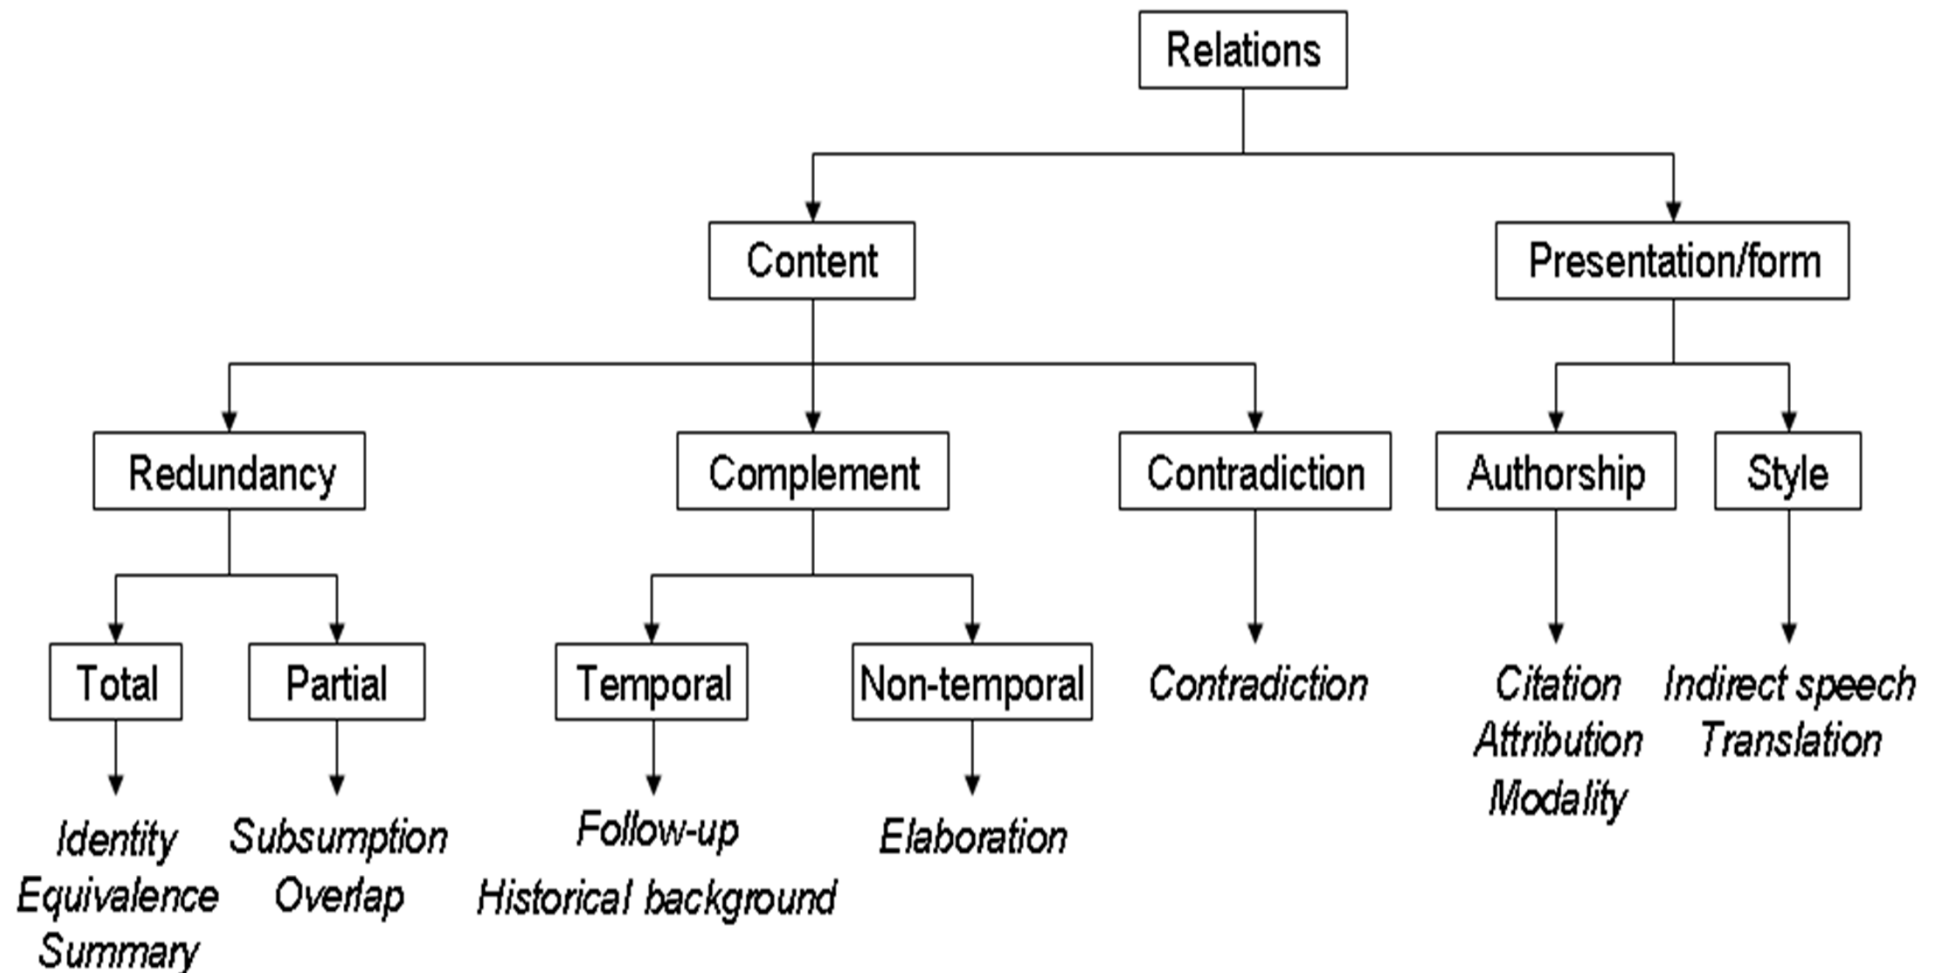 Relations
Content
Presentation/form
Redundancy
Complement
Contradiction
Authorship
Style
Total
Partial
Temporal
Non-temporal
Contradiction
Citation
Attribution
Modality
Indirect speech
Translation
Identity
Equivalence
Summary
Subsumption
Overlap
Follow-up
Historical background
Elaboration